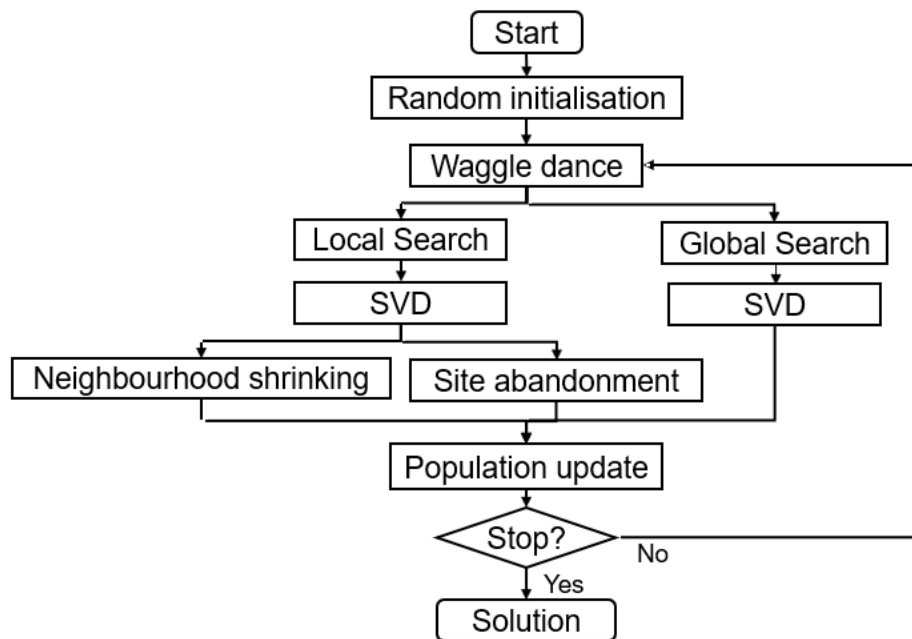 Start
Random initialisation
Waggle dance
Local Search
Global Search
SVD
SVD
Neighbourhood shrinking
Site abandonment
Population update
Stop?
No
Yes
Solution